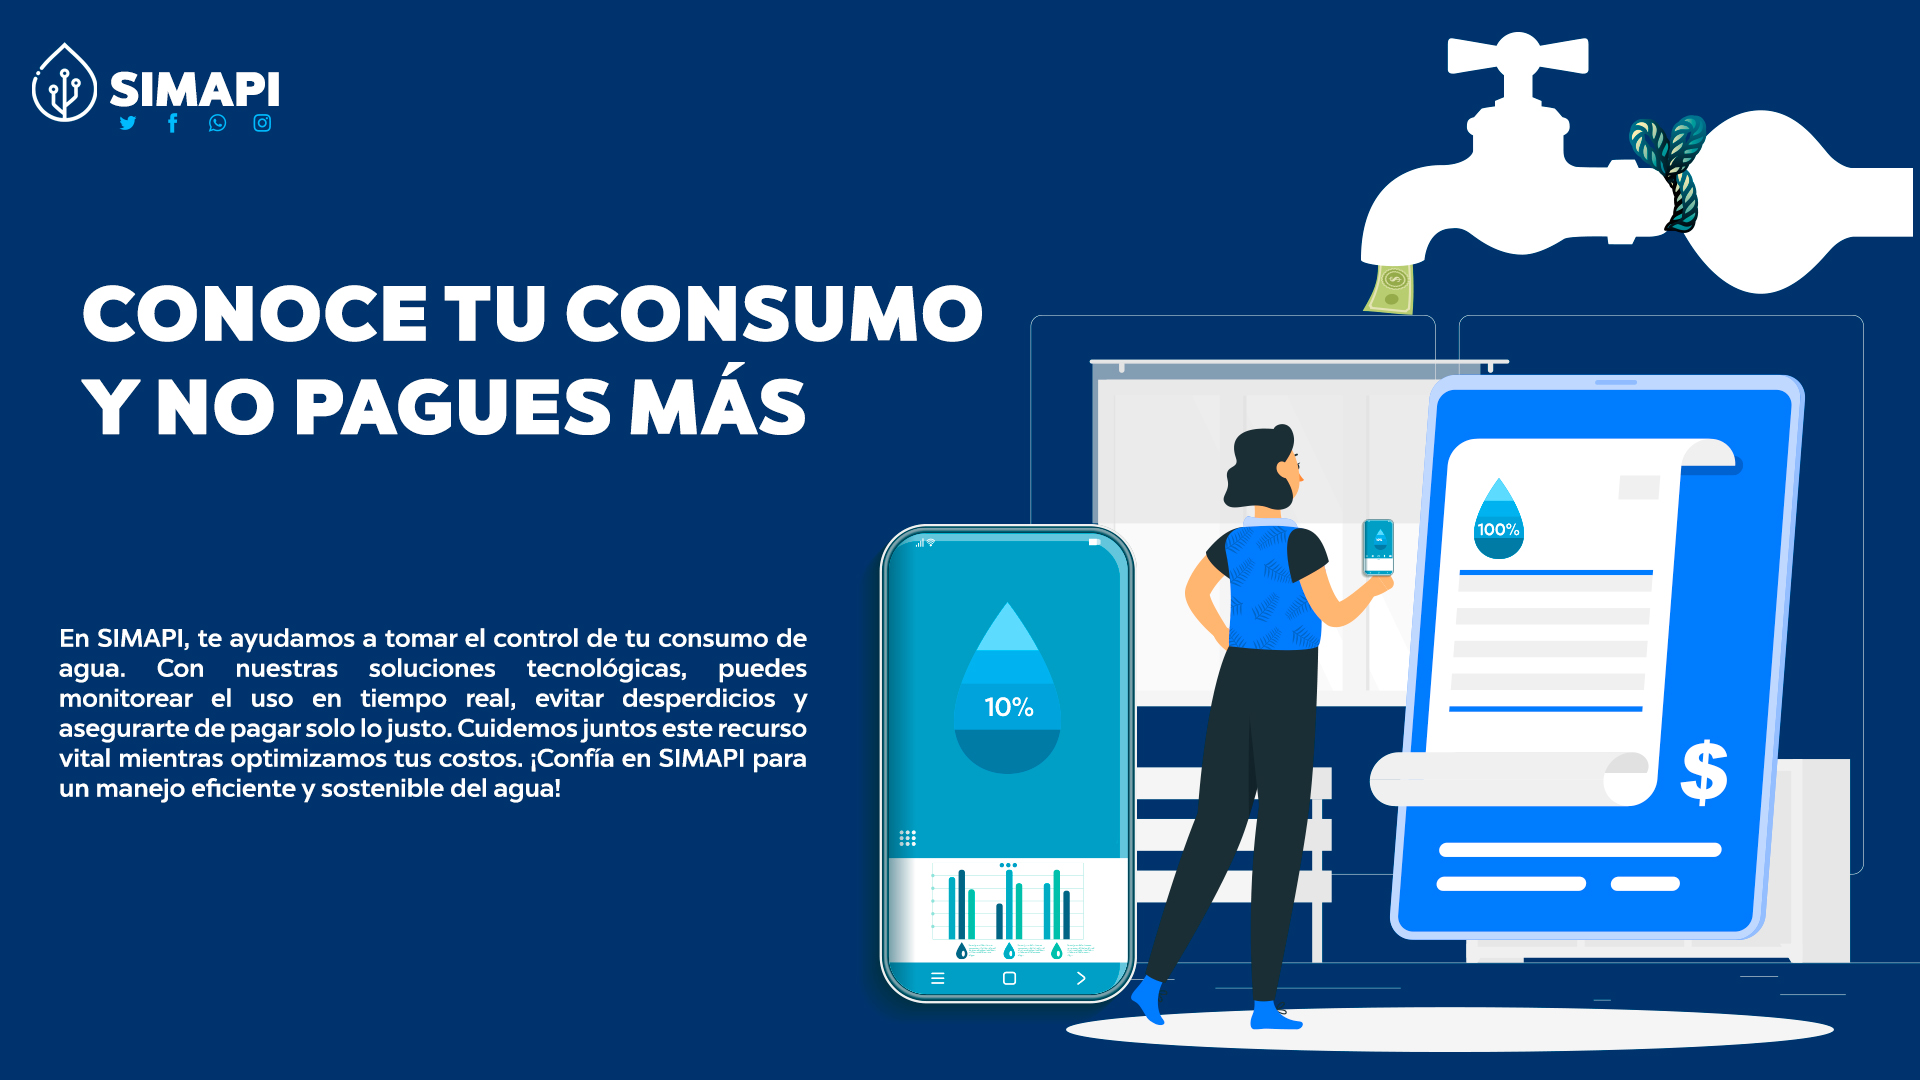 SIMAPI
CONOCE TU CONSUMO
Y NO PAGUES MÁS
En SIMAPI, te ayudamos a tomar el control de tu consumo de
agua. Con nuestras soluciones tecnológicas, puedes
monitorear el uso en tiempo real, evitar desperdicios y
asegurarte de pagar solo lo justo. Cuidemos juntos este recurso
vital mientras optimizamos tus costos. ¡Confía en SIMAPI para
un manejo eficiente y sostenible del agua!
10%
100%
$